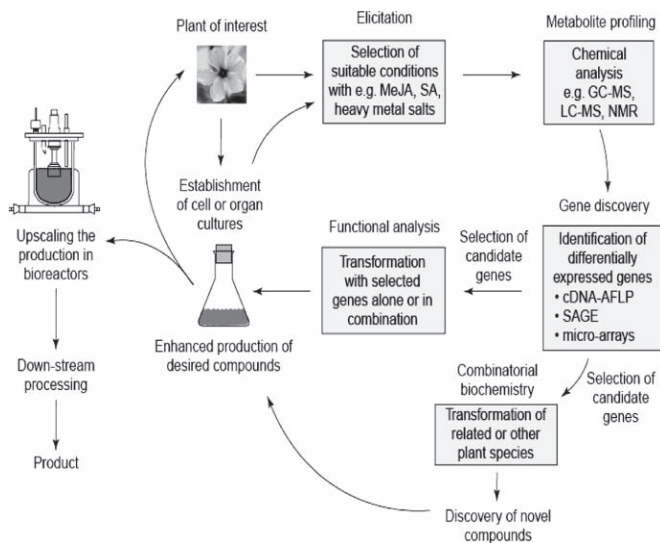 Plant of interest
Elicitation
Selection of
suitable conditions
with e.g. MeJA, SA,
heavy metal salts
Metabolite profiling
Chemical
analysis
e.g. GC-MS,
LC-MS, NMR
Establishment
of cell or organ
cultures
Gene discovery
Identification of
differentially
expressed genes
• cDNA-AFLP
• SAGE
• micro-arrays
Selection of
candidate
genes
Functional analysis
Transformation
with selected
genes alone or in
combination
Enhanced production of
desired compounds
Upscaling the
production in
bioreactors
Down-stream
processing
Product
Selection of
candidate
genes
Combinatorial
biochemistry
Transformation of
related or other
plant species
Discovery of novel
compounds